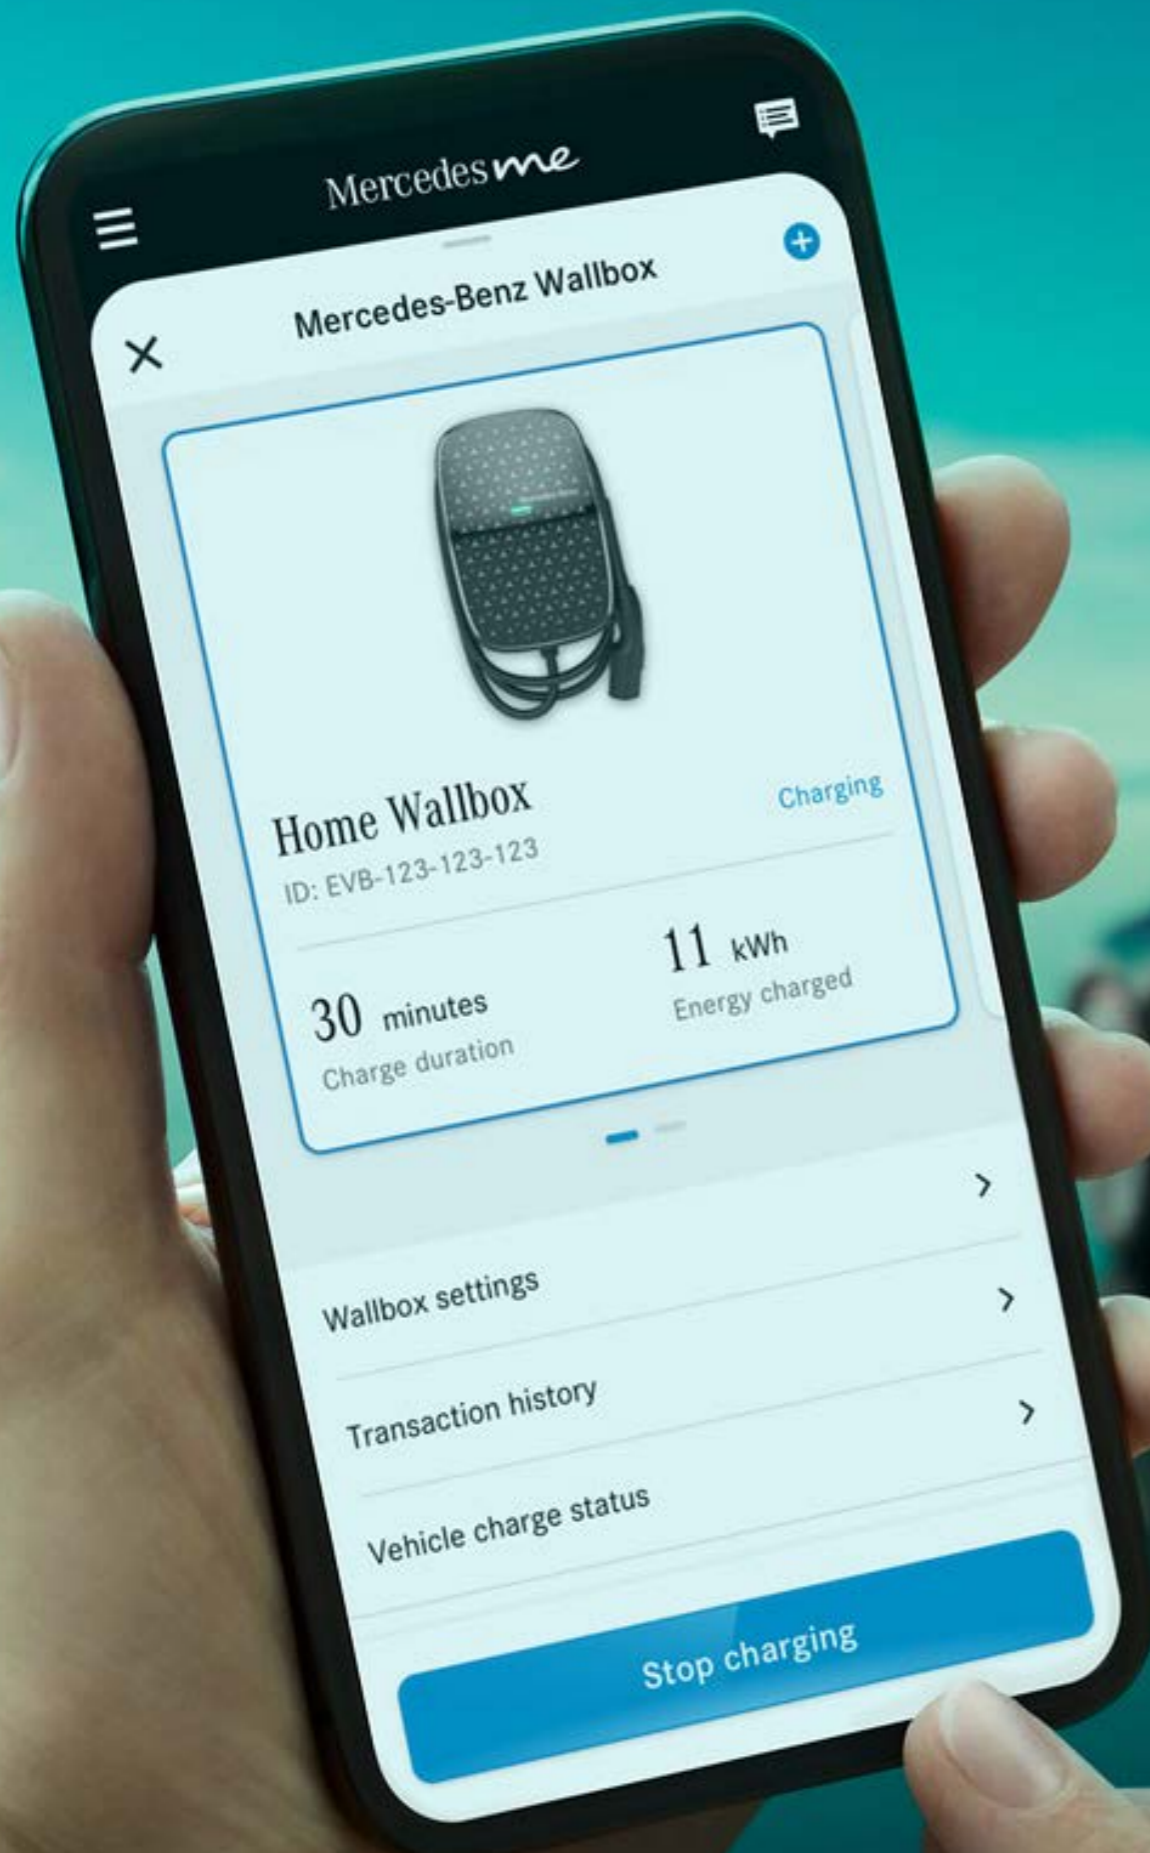 Mercedes me
Mercedes-Benz Wallbox
Home Wallbox
Charging
ID: EVB-123-123-123
30 minutes
11 kWh
Charge duration
Energy charged
Wallbox settings
Transaction history
Vehicle charge status
Stop charging